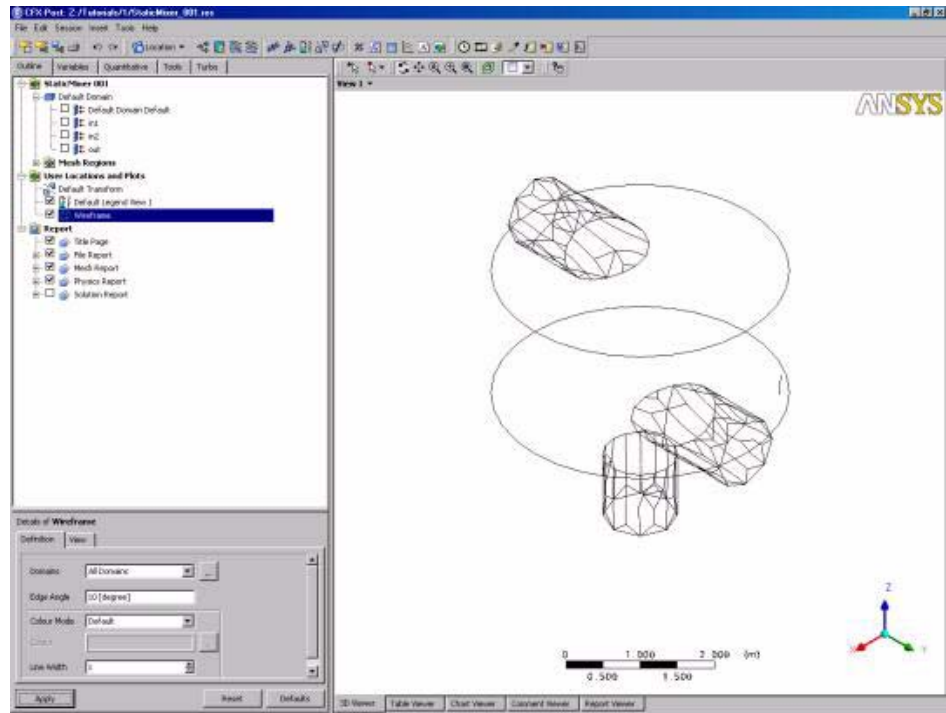 CFX-Post: Z:/Tutorials/1/StaticMixer_001.res
File Edit Session Insert Tools Help
Location
Outline Variables Quantitative Tools Turbo
View 1
StaticMixer 001
Default Domain
Default Domain Default
in1
in2
out
Mesh Regions
User Locations and Plots
Default Transform
Default Legend View 1
Wireframe
Report
Title Page
File Report
Mesh Report
Physics Report
Solution Report
ANSYS
Details of Wireframe
Definition View
Domains All Domains ...
Edge Angle 10 [degree]
Colour Mode Default
Colour
Line Width
Apply Reset Defaults
0 1.000 2.000 (m)
0.500 1.500
Z
X Y
3D Viewer Table Viewer Chart Viewer Comment Viewer Report Viewer